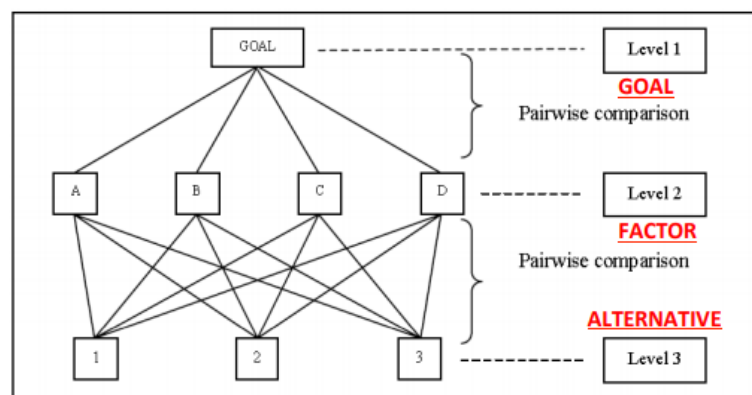 GOAL
Level 1
GOAL
Pairwise comparison
A B C D
Level 2
FACTOR
Pairwise comparison
ALTERNATIVE
1 2 3
Level 3